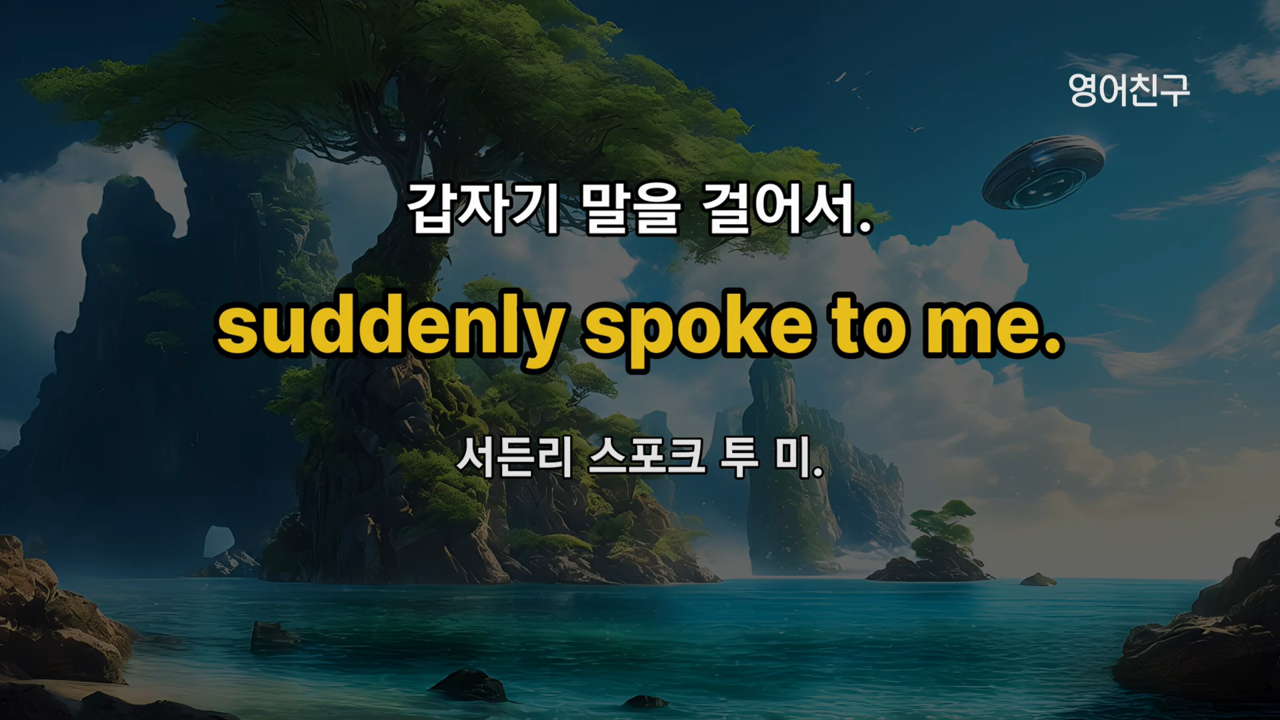 영어친구
갑자기 말을 걸어서.
suddenly spoke to me.
서든리 스포크 투 미.